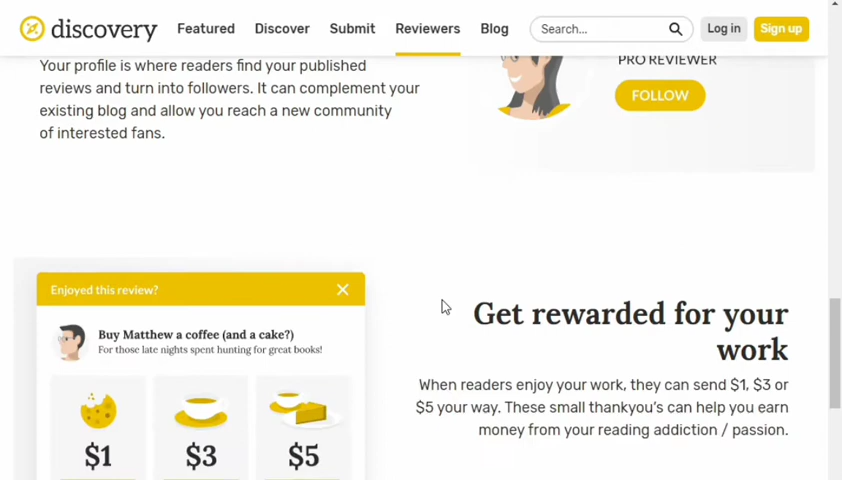 discovery Featured Discover Submit Reviewers Blog Search... Log in Sign up
Your profile is where readers find your published
reviews and turn into followers. It can complement your
existing blog and allow you reach a new community
of interested fans.
PRO REVIEWER
FOLLOW
Enjoyed this review?
Buy Matthew a coffee (and a cake?)
For those late nights spent hunting for great books!
$1 $3 $5
Get rewarded for your
work
When readers enjoy your work, they can send $1, $3 or
$5 your way. These small thankyou's can help you earn
money from your reading addiction / passion.